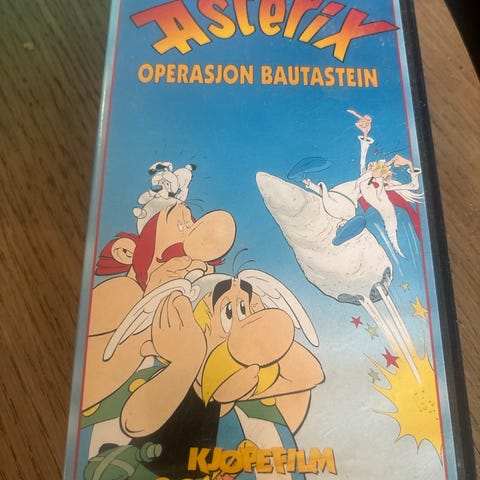 Asterix
OPERASJON BAUTASTEIN
KJØPEFILM